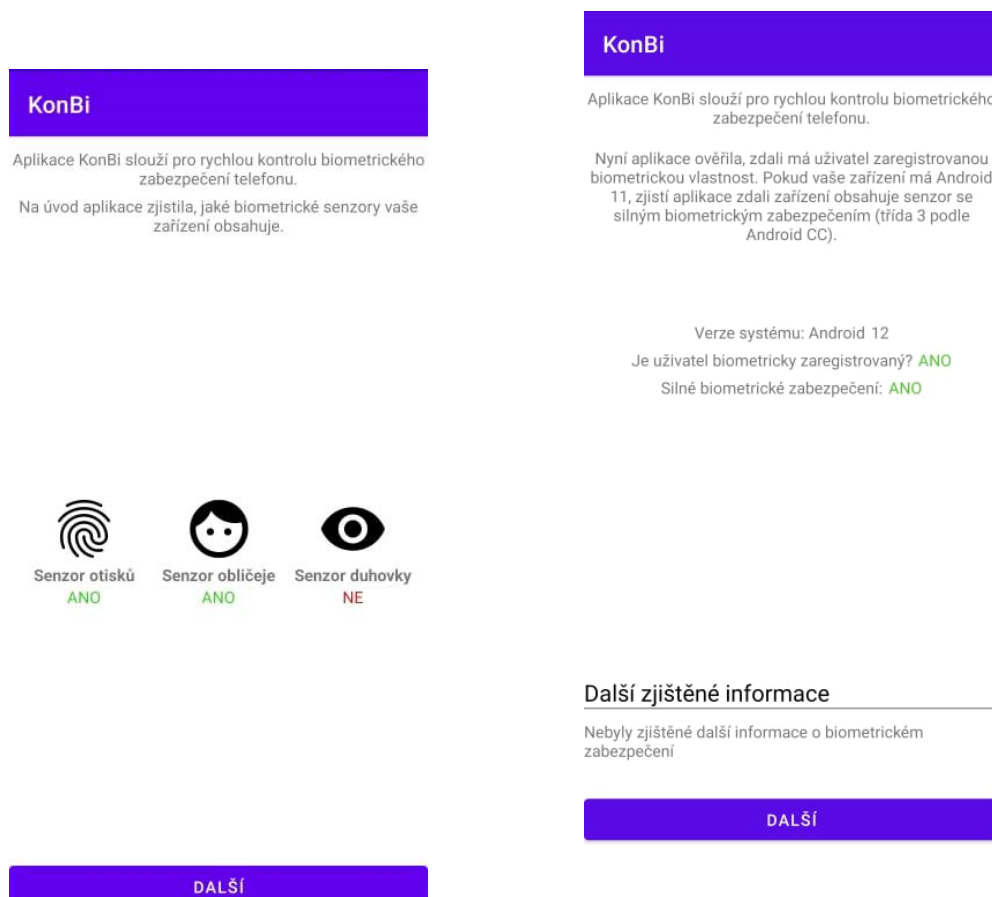 KonBi
Aplikace KonBi slouží pro rychlou kontrolu biometrického
zabezpečení telefonu.
Na úvod aplikace zjistila, jaké biometrické senzory vaše
zařízení obsahuje.
Senzor otisků
ANO
Senzor obličeje
ANO
Senzor duhovky
NE
DALŠÍ
KonBi
Aplikace KonBi slouží pro rychlou kontrolu biometrického
zabezpečení telefonu.
Nyní aplikace ověřila, zdali má uživatel zaregistrovanou
biometrickou vlastnost. Pokud vaše zařízení má Android
11, zjistí aplikace zdali zařízení obsahuje senzor se
silným biometrickým zabezpečením (třída 3 podle
Android CC).
Verze systému: Android 12
Je uživatel biometricky zaregistrovaný? ANO
Silné biometrické zabezpečení: ANO
Další zjištěné informace
Nebyly zjištěné další informace o biometrickém
zabezpečení
DALŠÍ